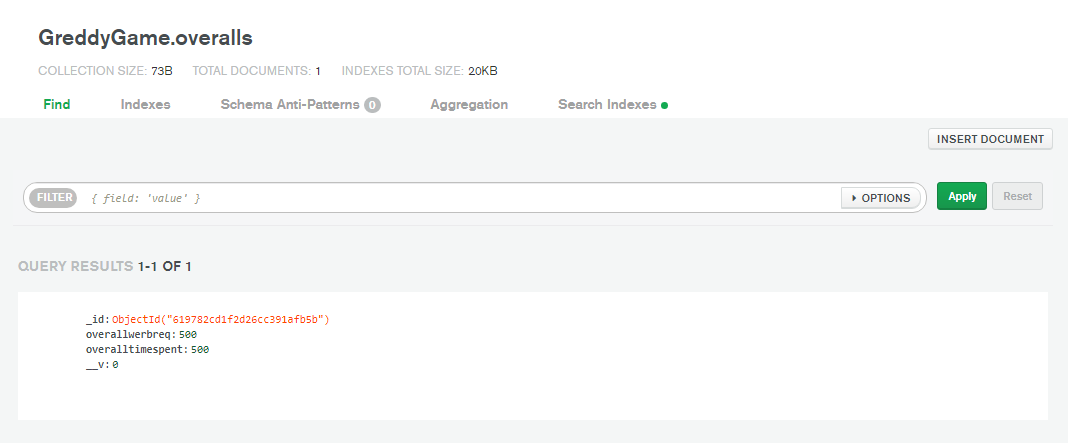 GreddyGame.overalls
COLLECTION SIZE: 73B TOTAL DOCUMENTS: 1 INDEXES TOTAL SIZE: 20KB
Find Indexes Schema Anti-Patterns 0 Aggregation Search Indexes
INSERT DOCUMENT
FILTER { field: 'value' } OPTIONS Apply Reset
QUERY RESULTS 1-1 OF 1
_id: ObjectId("619782cd1f2d26cc391afb5b")
overallwerbreq: 500
overalltimespent: 500
__v: 0